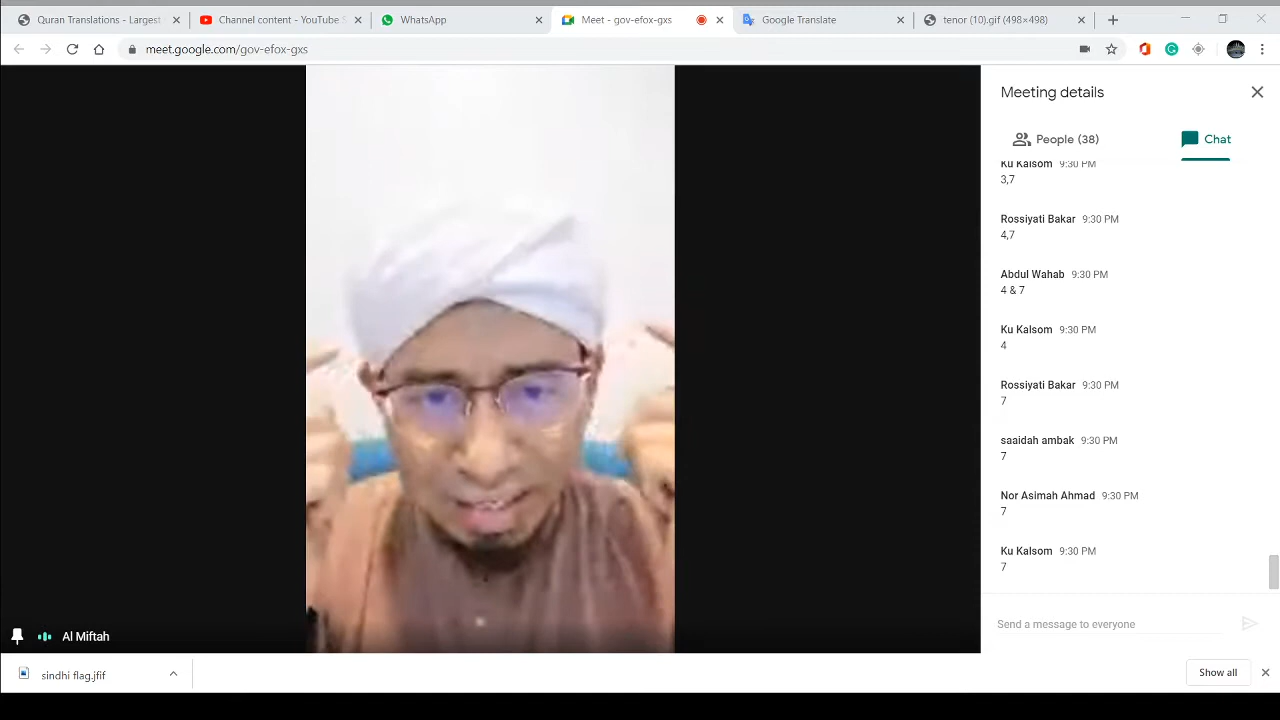 Quran Translations - Largest
Channel content - YouTube S
WhatsApp
Meet - gov-efox-gxs
Google Translate
tenor (10).gif (498×498)
meet.google.com/gov-efox-gxs
Meeting details
People (38)
Chat
Ku Kalsom 9:30 PM
3,7
Rossiyati Bakar 9:30 PM
4,7
Abdul Wahab 9:30 PM
4 & 7
Ku Kalsom 9:30 PM
4
Rossiyati Bakar 9:30 PM
7
saaidah ambak 9:30 PM
7
Nor Asimah Ahmad 9:30 PM
7
Ku Kalsom 9:30 PM
7
Send a message to everyone
Al Miftah
sindhi flag.jfif
Show all